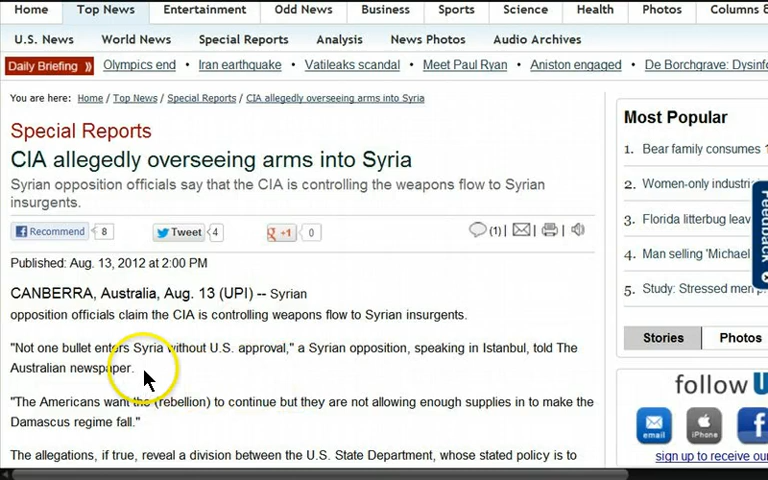 Home Top News Entertainment Odd News Business Sports Science Health Photos Columns &
U.S. News World News Special Reports Analysis News Photos Audio Archives
Daily Briefing » Olympics end • Iran earthquake • Vatileaks scandal • Meet Paul Ryan • Aniston engaged • De Borchgrave:
You are here: Home / Top News / Special Reports / CIA allegedly overseeing arms into Syria
Special Reports
CIA allegedly overseeing arms into Syria
Syrian opposition officials say that the CIA is controlling the weapons flow to Syrian
insurgents.
Recommend 8 Tweet 4 g +1 0 (1) | | |
Published: Aug. 13, 2012 at 2:00 PM
CANBERRA, Australia, Aug. 13 (UPI) -- Syrian
opposition officials claim the CIA is controlling weapons flow to Syrian insurgents.
"Not one bullet enters Syria without U.S. approval," a Syrian opposition, speaking in Istanbul, told The
Australian newspaper.
"The Americans want the (rebellion) to continue but they are not allowing enough supplies in to make the
Damascus regime fall."
The allegations, if true, reveal a division between the U.S. State Department, whose stated policy is to
Most Popular
1. Bear family consumes
2. Women-only
3. Florida litterbug
4. Man selling 'Michael
5. Study: Stressed
Feedback
Stories Photos
follow U
email iPhone f
sign up to receive our